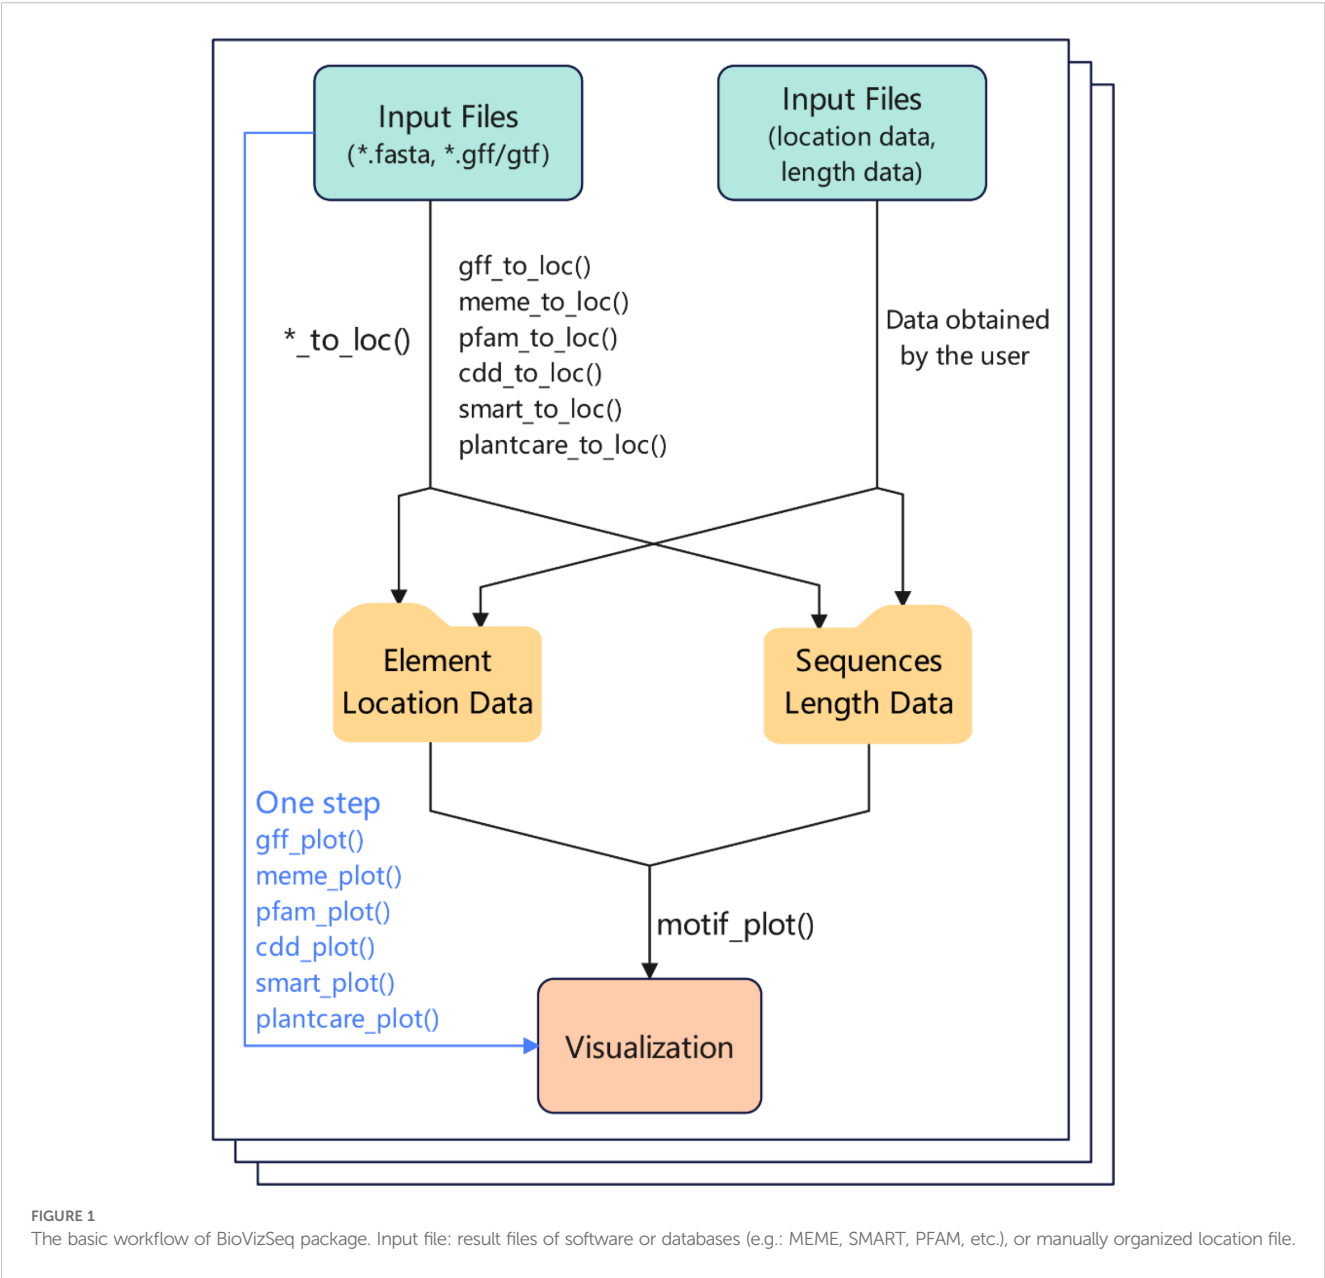 Input Files
(*.fasta, *.gff/gtf)
Input Files
(location data,
length data)
*_to_loc()
gff_to_loc()
meme_to_loc()
pfam_to_loc()
cdd_to_loc()
smart_to_loc()
plantcare_to_loc()
Data obtained
by the user
Element
Location Data
Sequences
Length Data
One step
gff_plot()
meme_plot()
pfam_plot()
cdd_plot()
smart_plot()
plantcare_plot()
motif_plot()
Visualization
FIGURE 1
The basic workflow of BioVizSeq package. Input file: result files of software or databases (e.g.: MEME, SMART, PFAM, etc.), or manually organized location file.